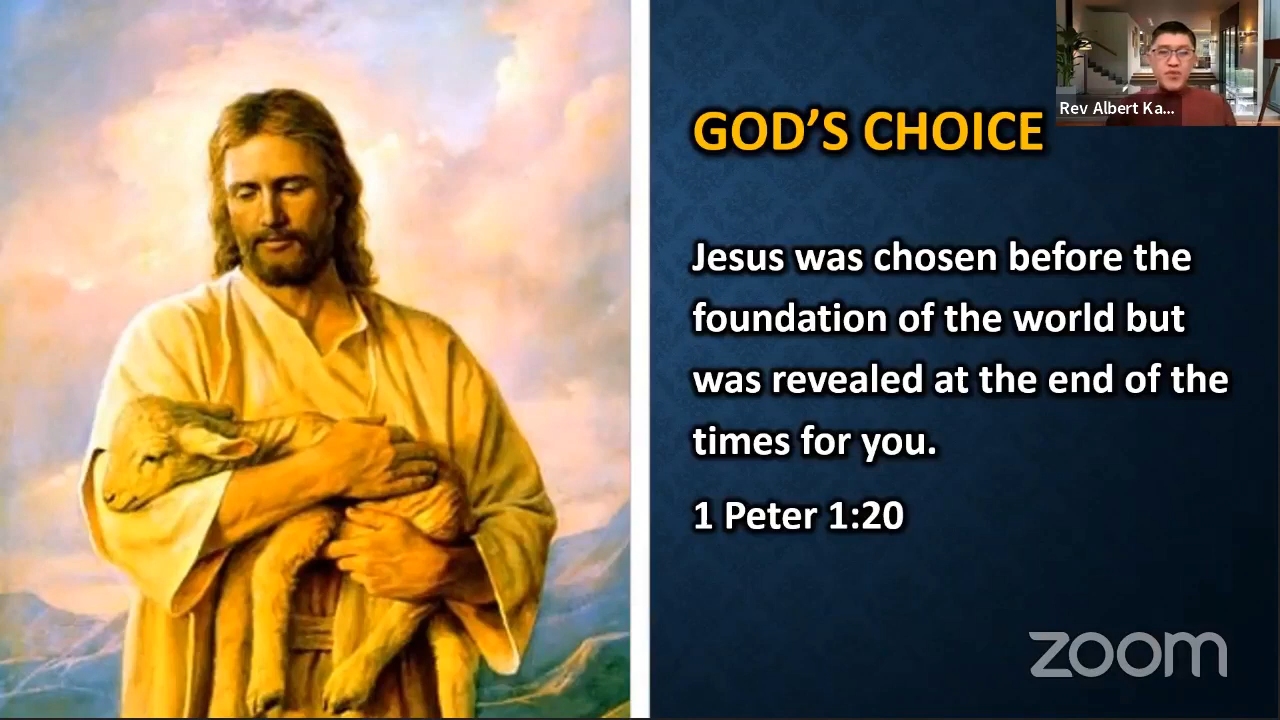 Rev Albert Ka...
GOD’S CHOICE
Jesus was chosen before the
foundation of the world but
was revealed at the end of the
times for you.
1 Peter 1:20
zoom